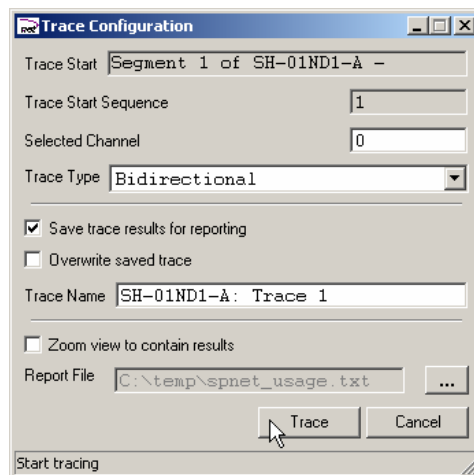 Trace Configuration
Trace Start Segment 1 of SH-01ND1-A -
Trace Start Sequence 1
Selected Channel 0
Trace Type Bidirectional
Save trace results for reporting
Overwrite saved trace
Trace Name SH-01ND1-A: Trace 1
Zoom view to contain results
Report File C:\temp\spnet_usage.txt ...
Trace Cancel
Start tracing